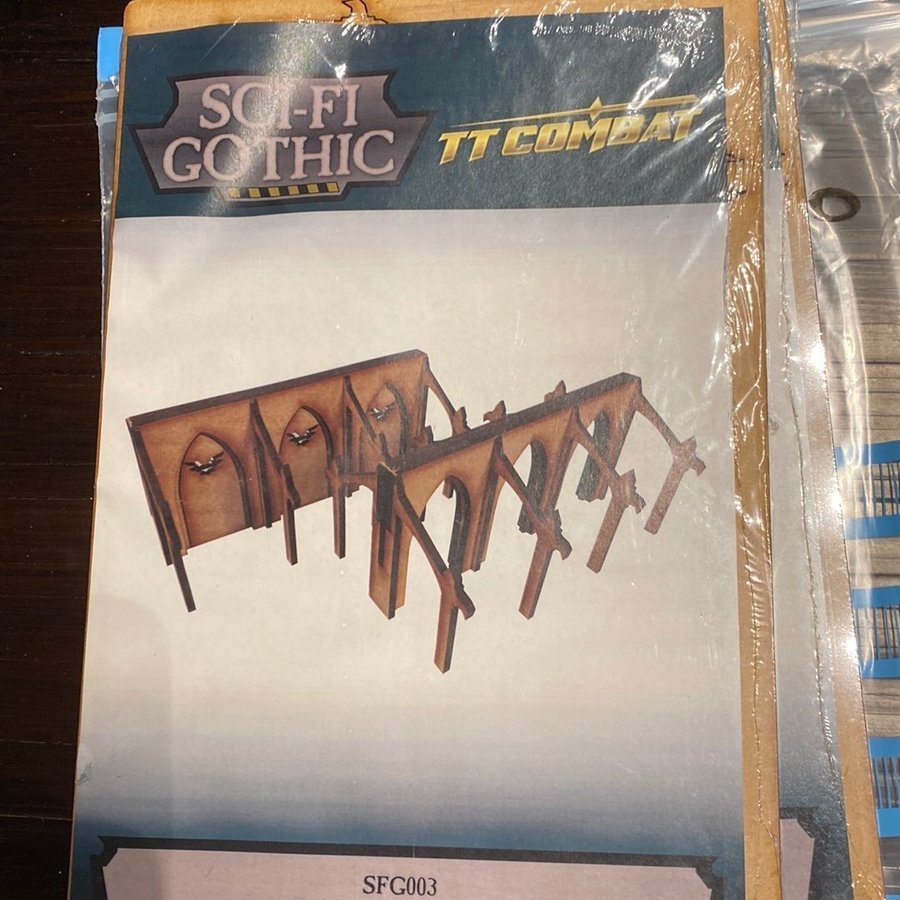 SCI-FI
GOTHIC
TT COMBAT
SFG003